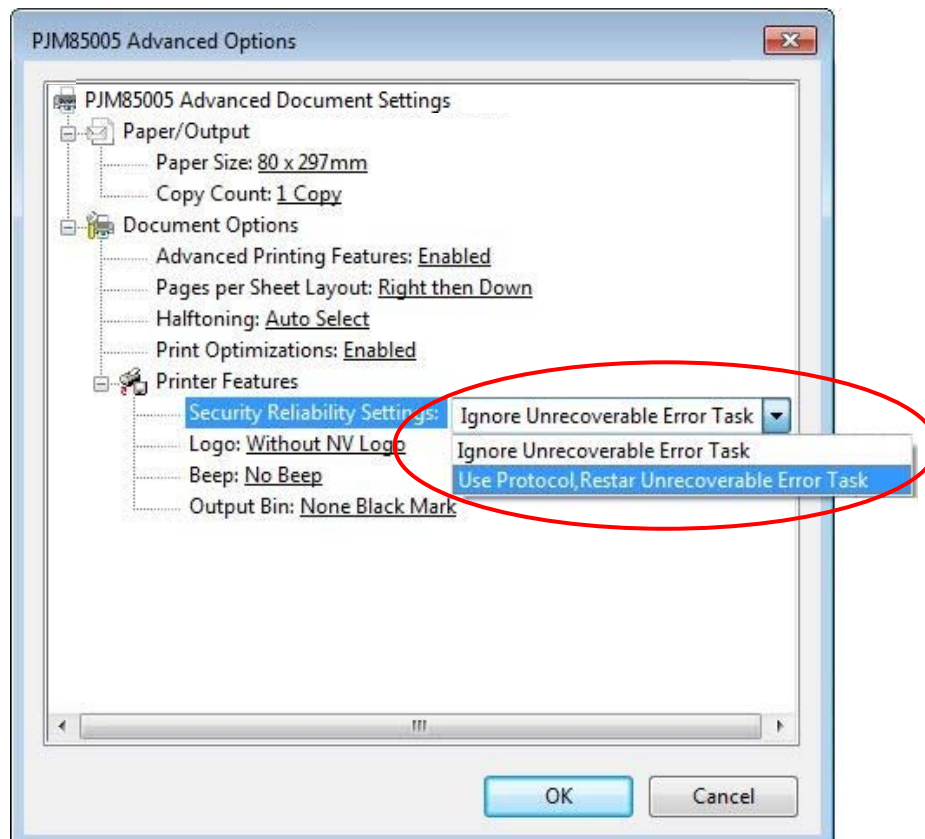 PJM85005 Advanced Options
PJM85005 Advanced Document Settings
Paper/Output
Paper Size: 80 x 297mm
Copy Count: 1 Copy
Document Options
Advanced Printing Features: Enabled
Pages per Sheet Layout: Right then Down
Halftoning: Auto Select
Print Optimizations: Enabled
Printer Features
Security Reliability Settings: Ignore Unrecoverable Error Task
Logo: Without NV Logo
Ignore Unrecoverable Error Task
Beep: No Beep
Use Protocol,Restar Unrecoverable Error Task
Output Bin: None Black Mark
OK
Cancel